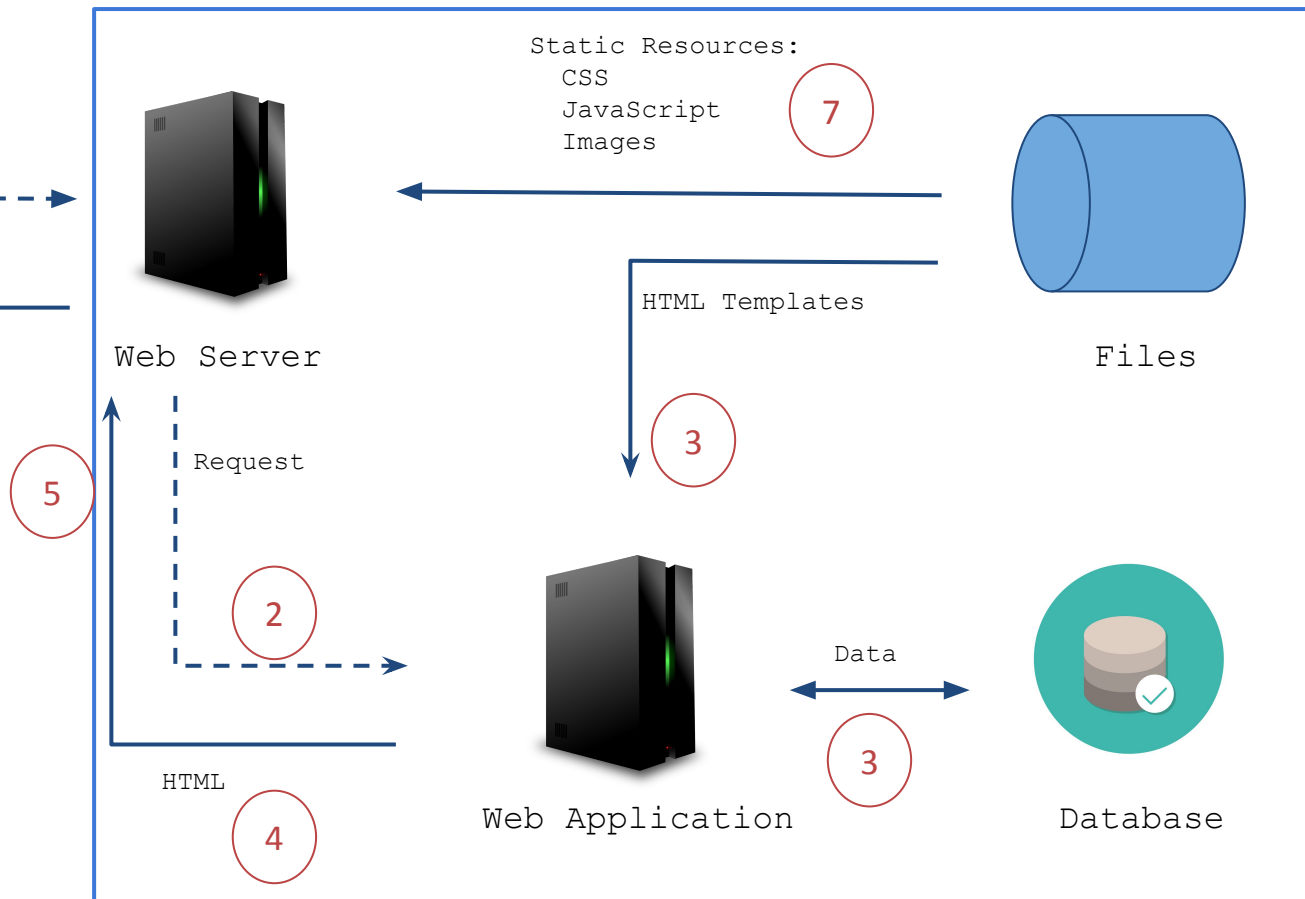 Static Resources:
CSS
JavaScript
Images
7
HTML Templates
Web Server
Files
3
Request
5
2
Data
3
HTML
4
Web Application
Database